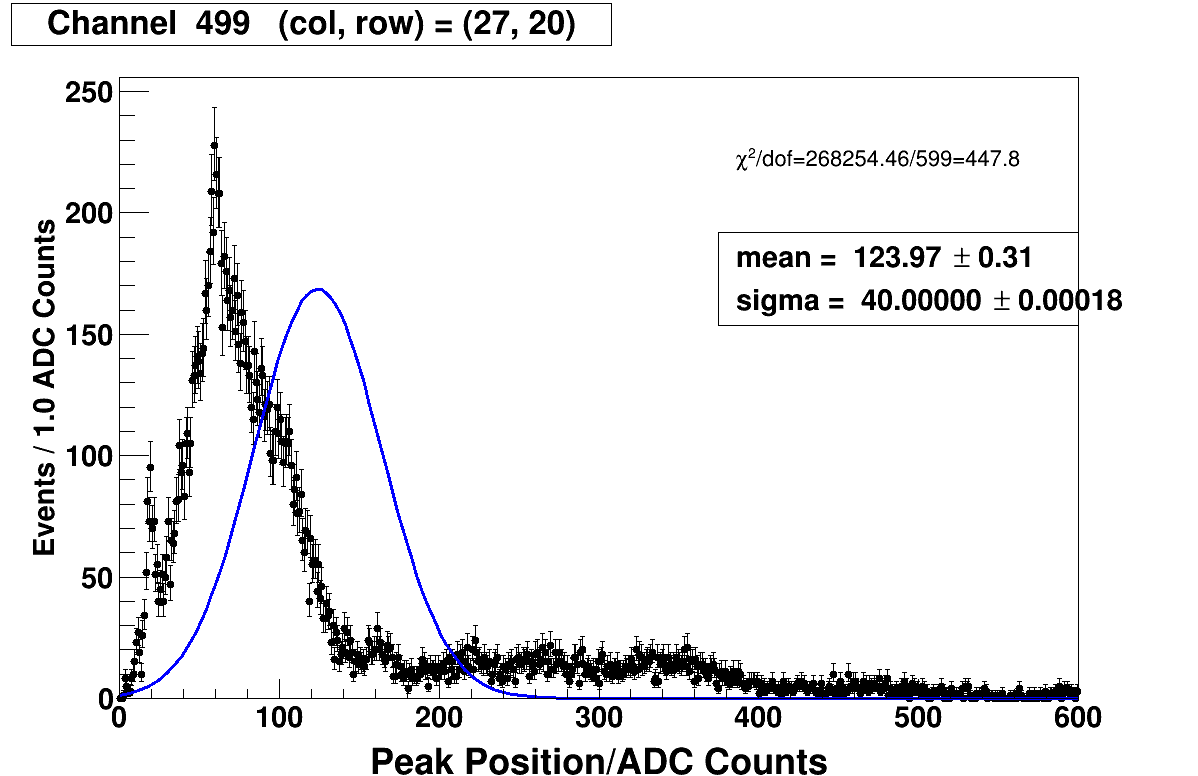 Channel 499 (col, row) = (27, 20)
χ²/dof=268254.46/599=447.8
mean = 123.97 ± 0.31
sigma = 40.00000 ± 0.00018
Events / 1.0 ADC Counts
250
200
150
100
50
0
0 100 200 300 400 500 600
Peak Position/ADC Counts